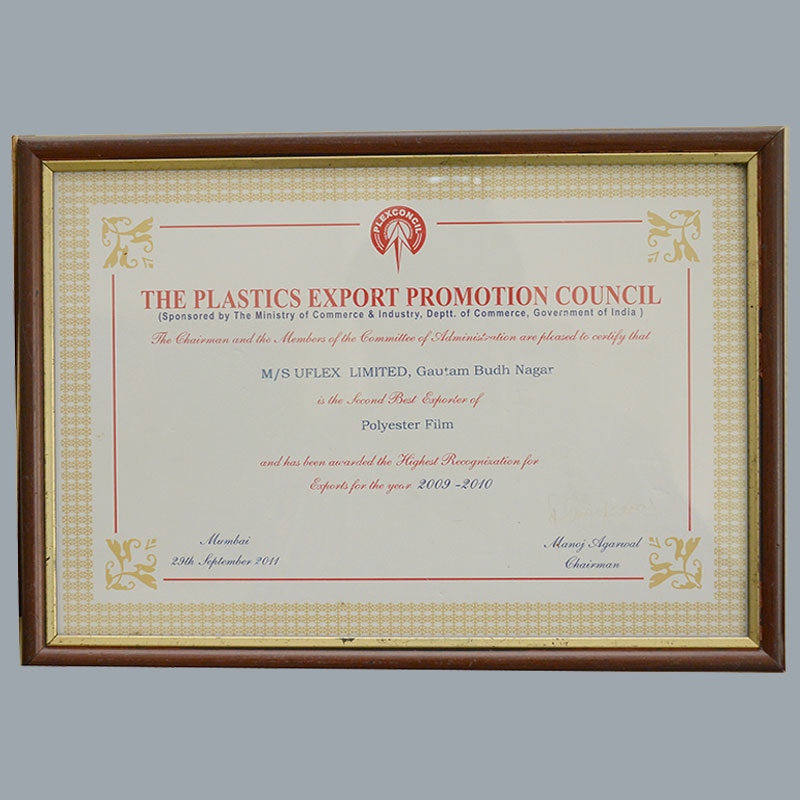 PLEXCONCIL
THE PLASTICS EXPORT PROMOTION COUNCIL
(Sponsored by The Ministry of Commerce & Industry, Deptt. of Commerce, Government of India )
The Chairman and the Members of the Committee of Administration are pleased to certify that
M/S UFLEX LIMITED, Gautam Budh Nagar
is the Second Best Exporter of
Polyester Film
and has been awarded the Highest Recognization for
Exports for the year 2009 -2010
Mumbai
29th September 2011
Manoj Agarwal
Chairman